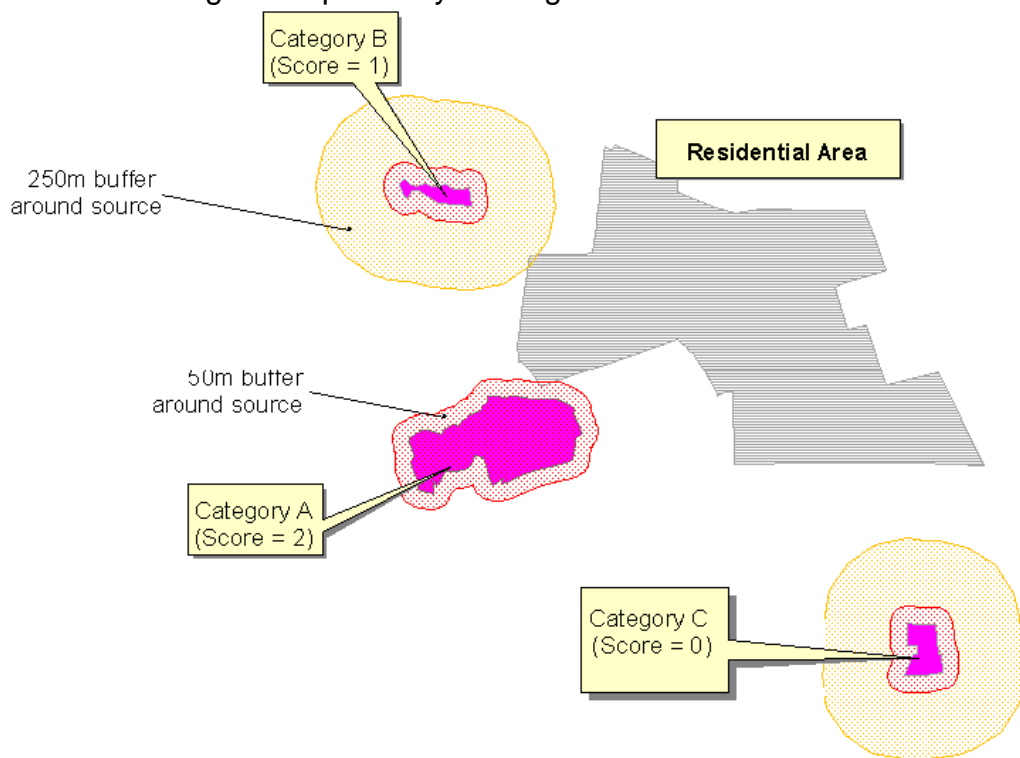 Category B
(Score = 1)
Residential Area
250m buffer
around source
50m buffer
around source
Category A
(Score = 2)
Category C
(Score = 0)